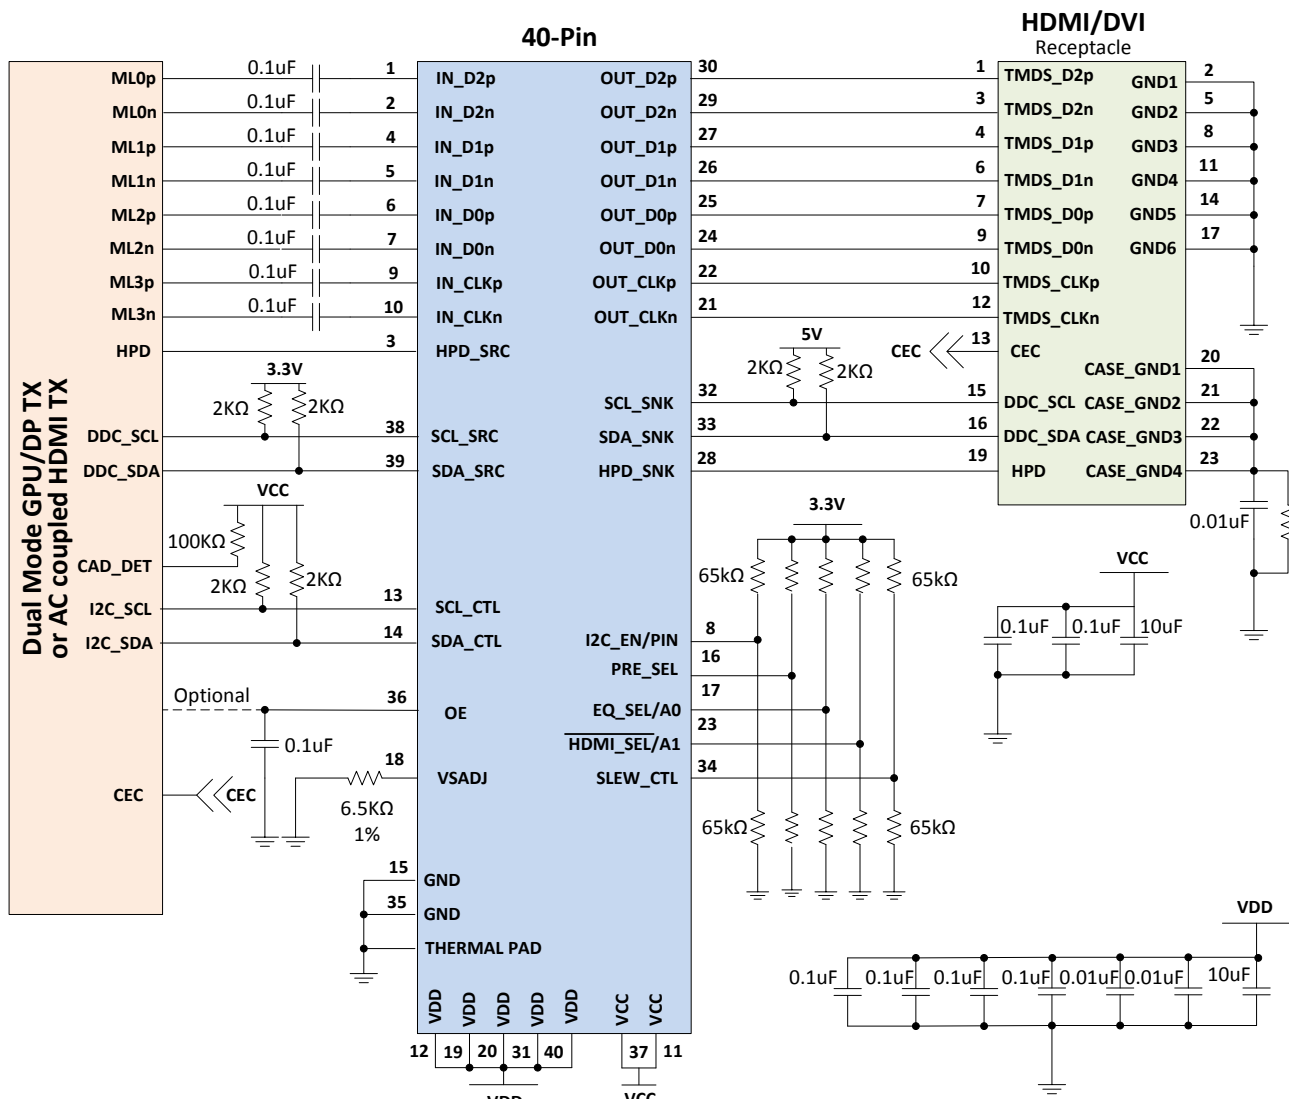 40-Pin
HDMI/DVI
Receptacle
Dual Mode GPU/DP TX
or AC coupled HDMI TX
ML0p 0.1uF 1 IN_D2p OUT_D2p 30 1 TMDS_D2p GND1 2
ML0n 0.1uF 2 IN_D2n OUT_D2n 29 3 TMDS_D2n GND2 5
ML1p 0.1uF 4 IN_D1p OUT_D1p 27 4 TMDS_D1p GND3 8
ML1n 0.1uF 5 IN_D1n OUT_D1n 26 6 TMDS_D1n GND4 11
ML2p 0.1uF 6 IN_D0p OUT_D0p 25 7 TMDS_D0p GND5 14
ML2n 0.1uF 7 IN_D0n OUT_D0n 24 9 TMDS_D0n GND6 17
ML3p 0.1uF 9 IN_CLKp OUT_CLKp 22 10 TMDS_CLKp
ML3n 0.1uF 10 IN_CLKn OUT_CLKn 21 12 TMDS_CLKn
HPD 3 HPD_SRC 5V CEC 13 CEC
3.3V 2KΩ 2KΩ CASE_GND1 20
2KΩ 2KΩ SCL_SNK 32 15 DDC_SCL CASE_GND2 21
DDC_SCL 38 SCL_SRC SDA_SNK 33 16 DDC_SDA CASE_GND3 22
DDC_SDA 39 SDA_SRC HPD_SNK 28 19 HPD CASE_GND4 23
VCC 3.3V 0.01uF
100KΩ
CAD_DET 2KΩ 2KΩ 65kΩ 65kΩ VCC
I2C_SCL 13 SCL_CTL
I2C_SDA 14 SDA_CTL I2C_EN/PIN 8 0.1uF 0.1uF 10uF
PRE_SEL 16
Optional 36 OE EQ_SEL/A0 17
0.1uF HDMI_SEL/A1 23
18 VSADJ SLEW_CTL 34
CEC CEC 6.5KΩ
1% 65kΩ 65kΩ
15 GND
35 GND VDD
THERMAL PAD
0.1uF 0.1uF 0.1uF 0.1uF 0.01uF 0.01uF 10uF
VDD VDD VDD VDD VDD VCC VCC
12 19 20 31 40 37 11
VDD VCC